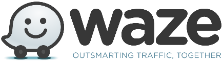 waze
OUTSMARTING TRAFFIC, TOGETHER